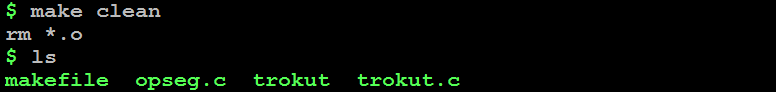 $ make clean
rm *.o
$ ls
makefile  opseg.c  trokut  trokut.c